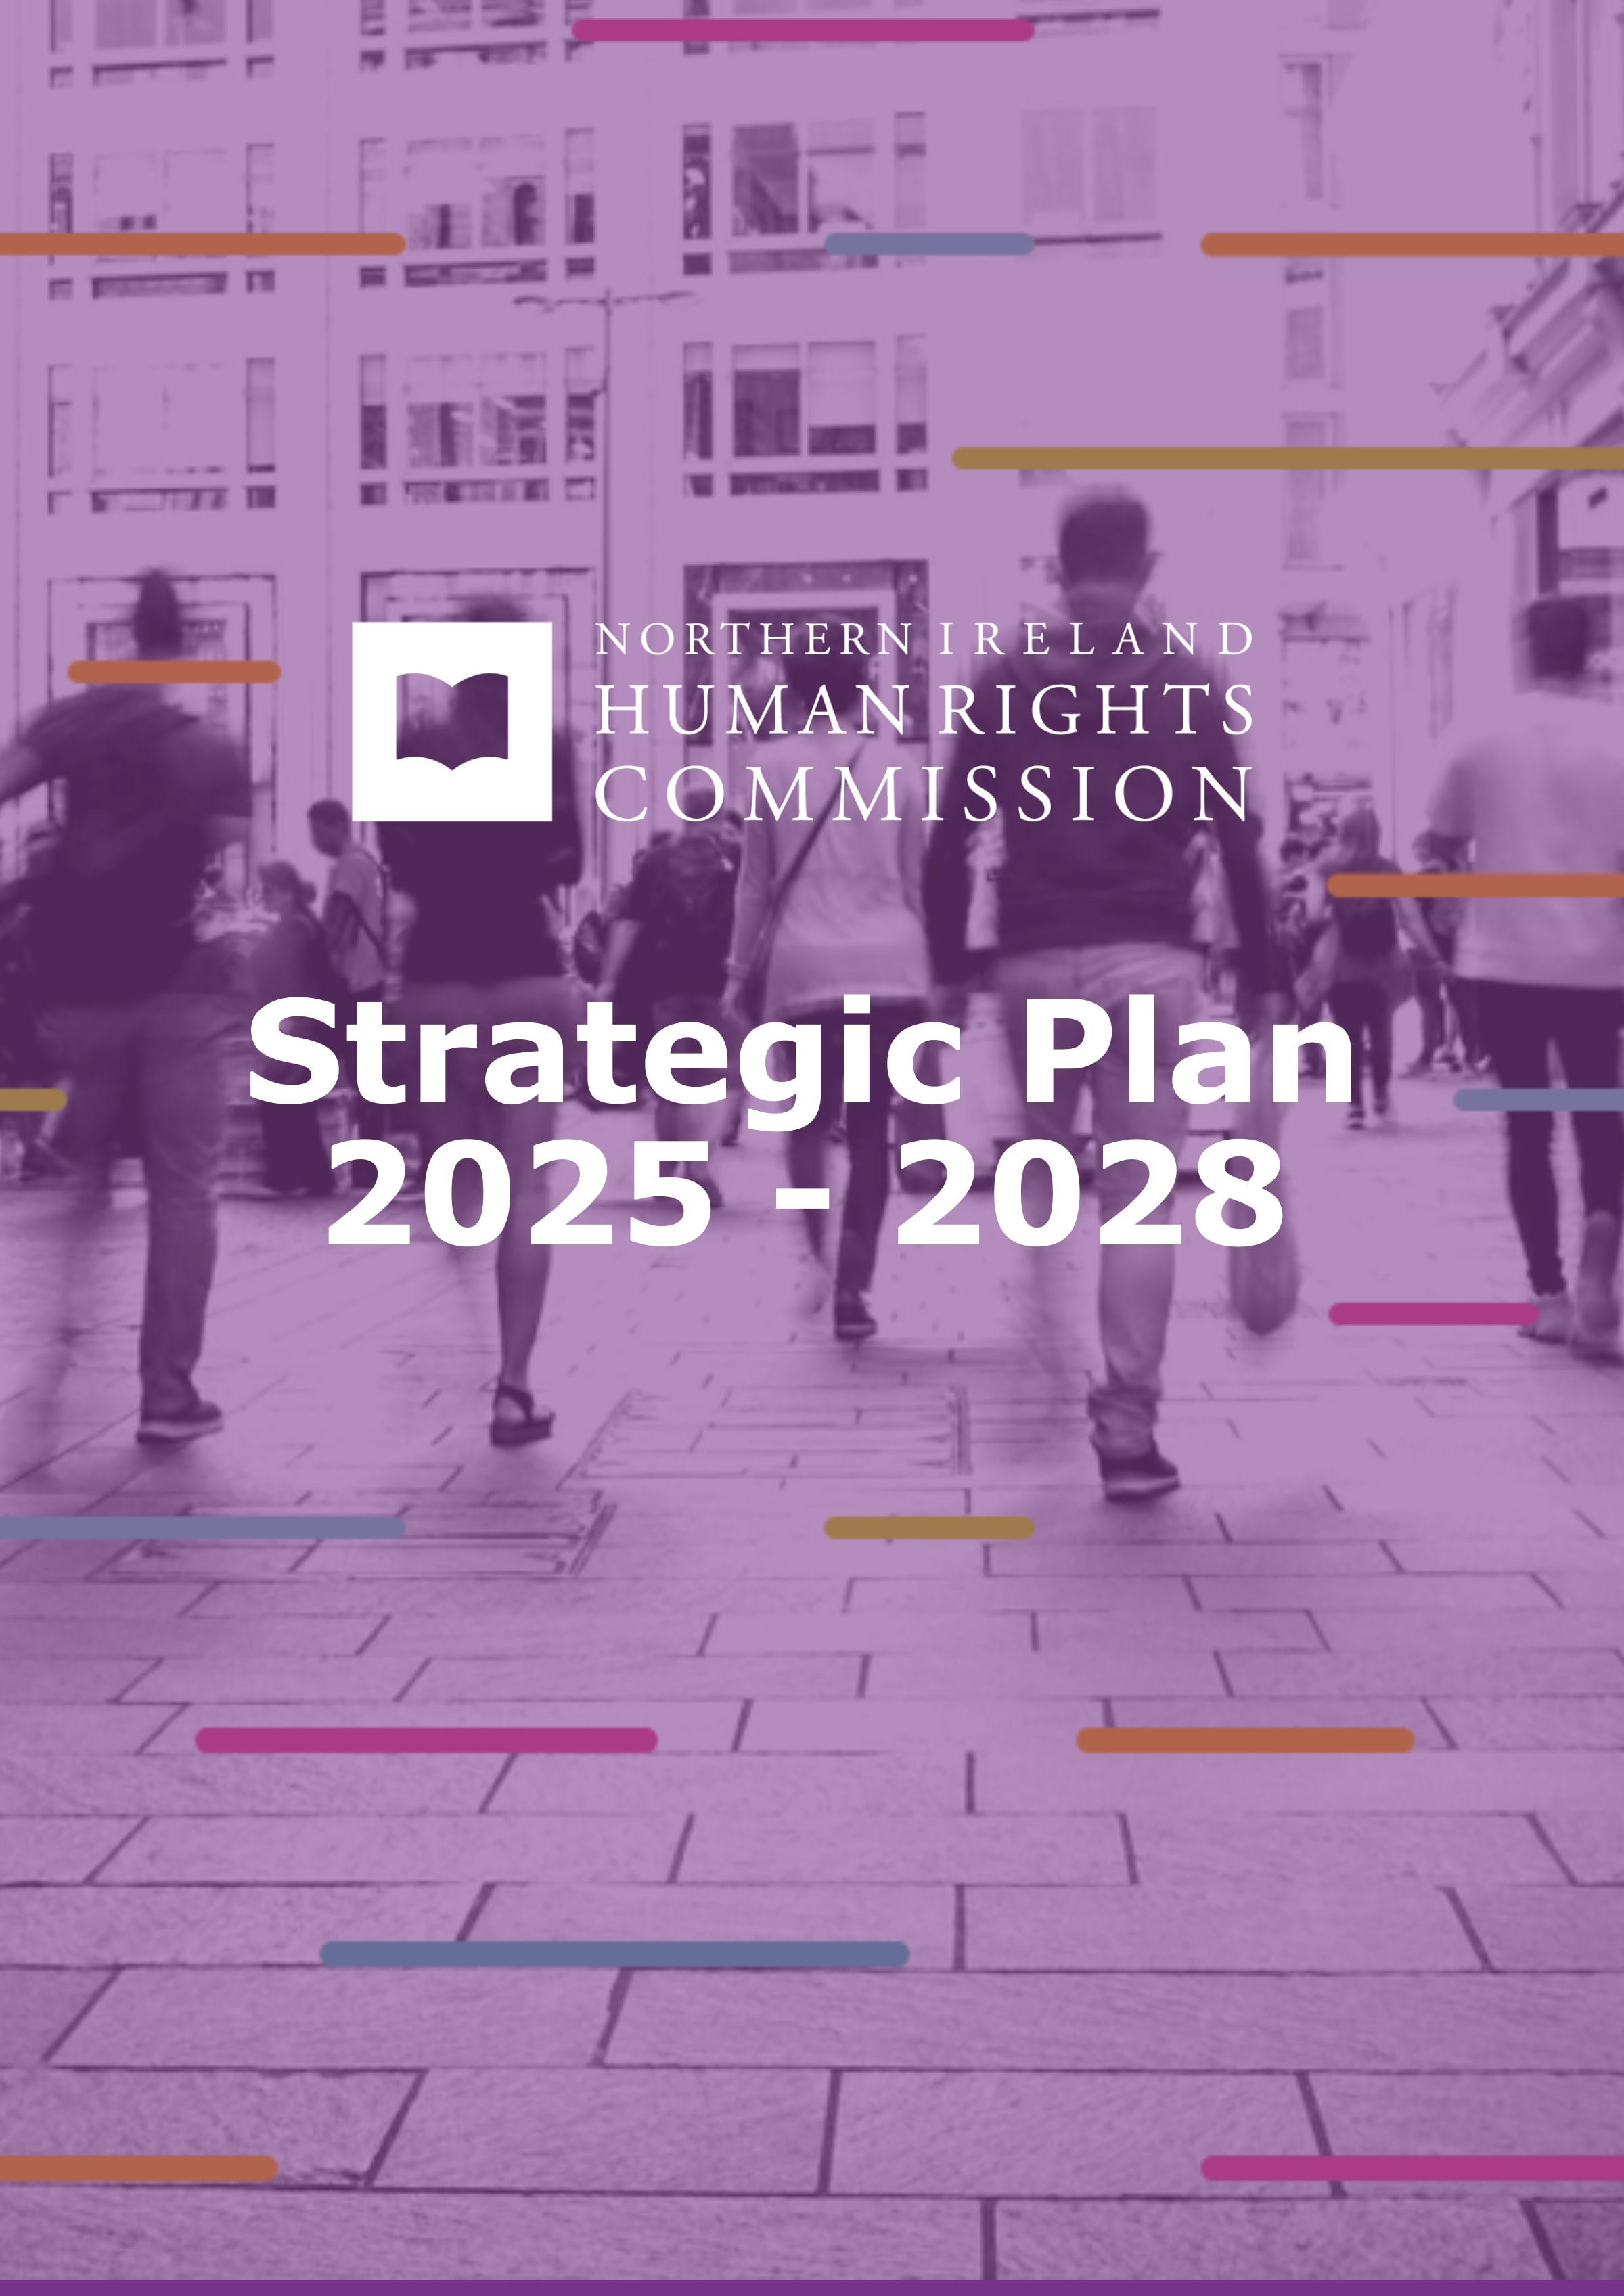 NORTHERN IRELAND
HUMAN RIGHTS
COMMISSION
Strategic Plan
2025 - 2028